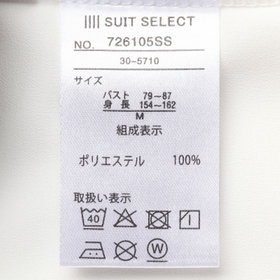 SUIT SELECT
NO. 726105SS
30-5710
サイズ
バスト 79~87
身長 154~162
M
組成表示
ポリエステル 100%
取扱い表示
40
W